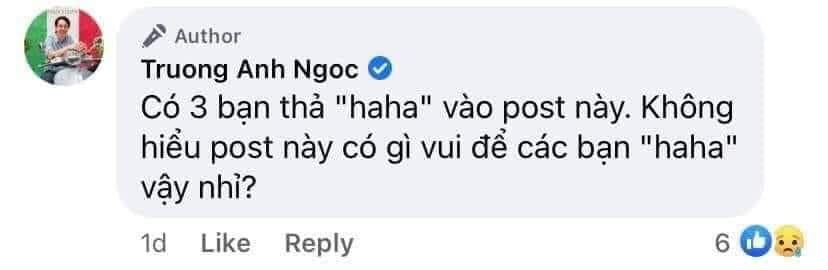 Author
Truong Anh Ngoc
Có 3 bạn thả "haha" vào post này. Không
hiểu post này có gì vui để các bạn "haha"
vậy nhỉ?
1d Like Reply 6